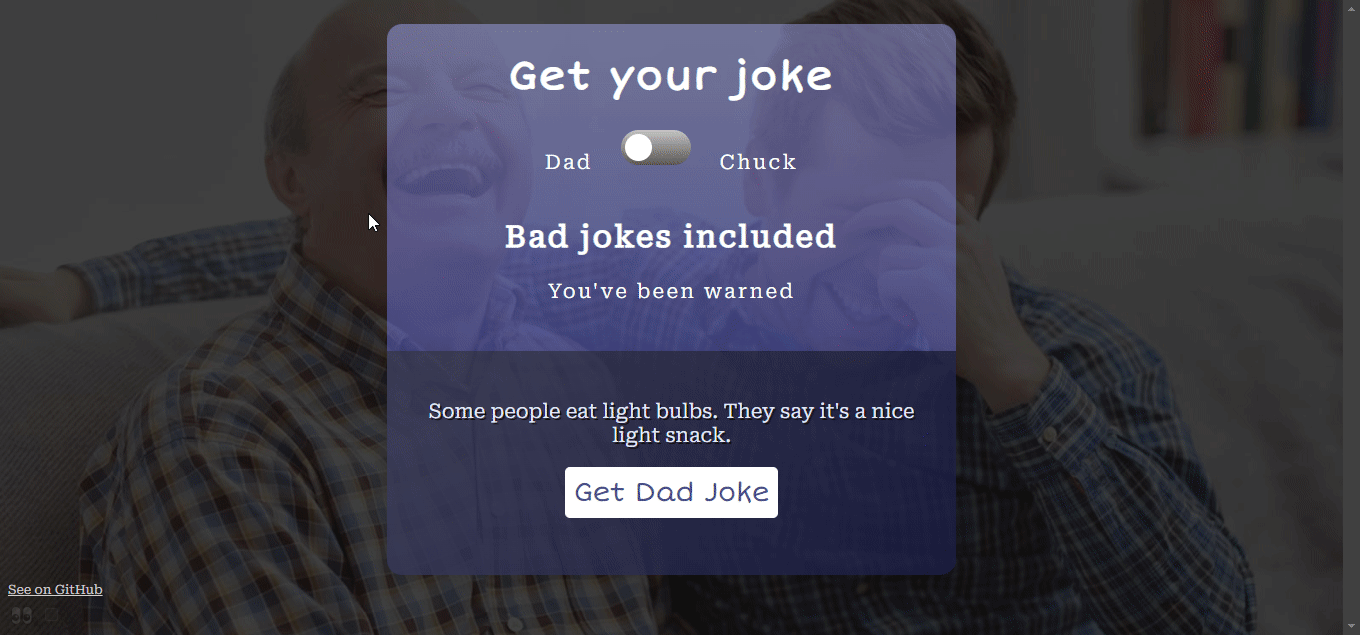 Get your joke
Dad Chuck
Bad jokes included
You've been warned
Some people eat light bulbs. They say it's a nice
light snack.
Get Dad Joke
See on GitHub